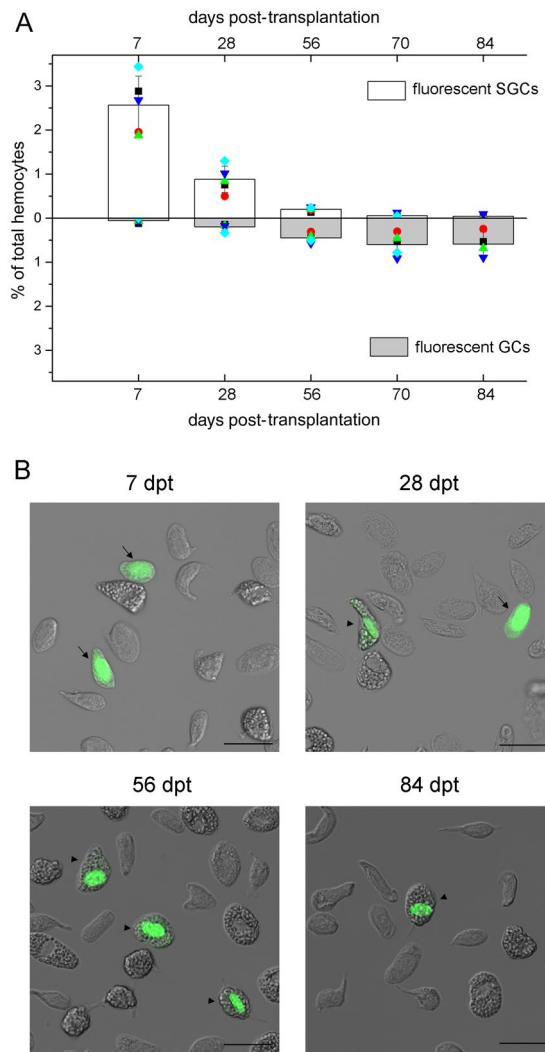 A
days post-transplantation
7 28 56 70 84
3
2
1
0
1
2
3
% of total hemocytes
fluorescent SGCs
fluorescent GCs
7 28 56 70 84
days post-transplantation
B
7 dpt
28 dpt
56 dpt
84 dpt